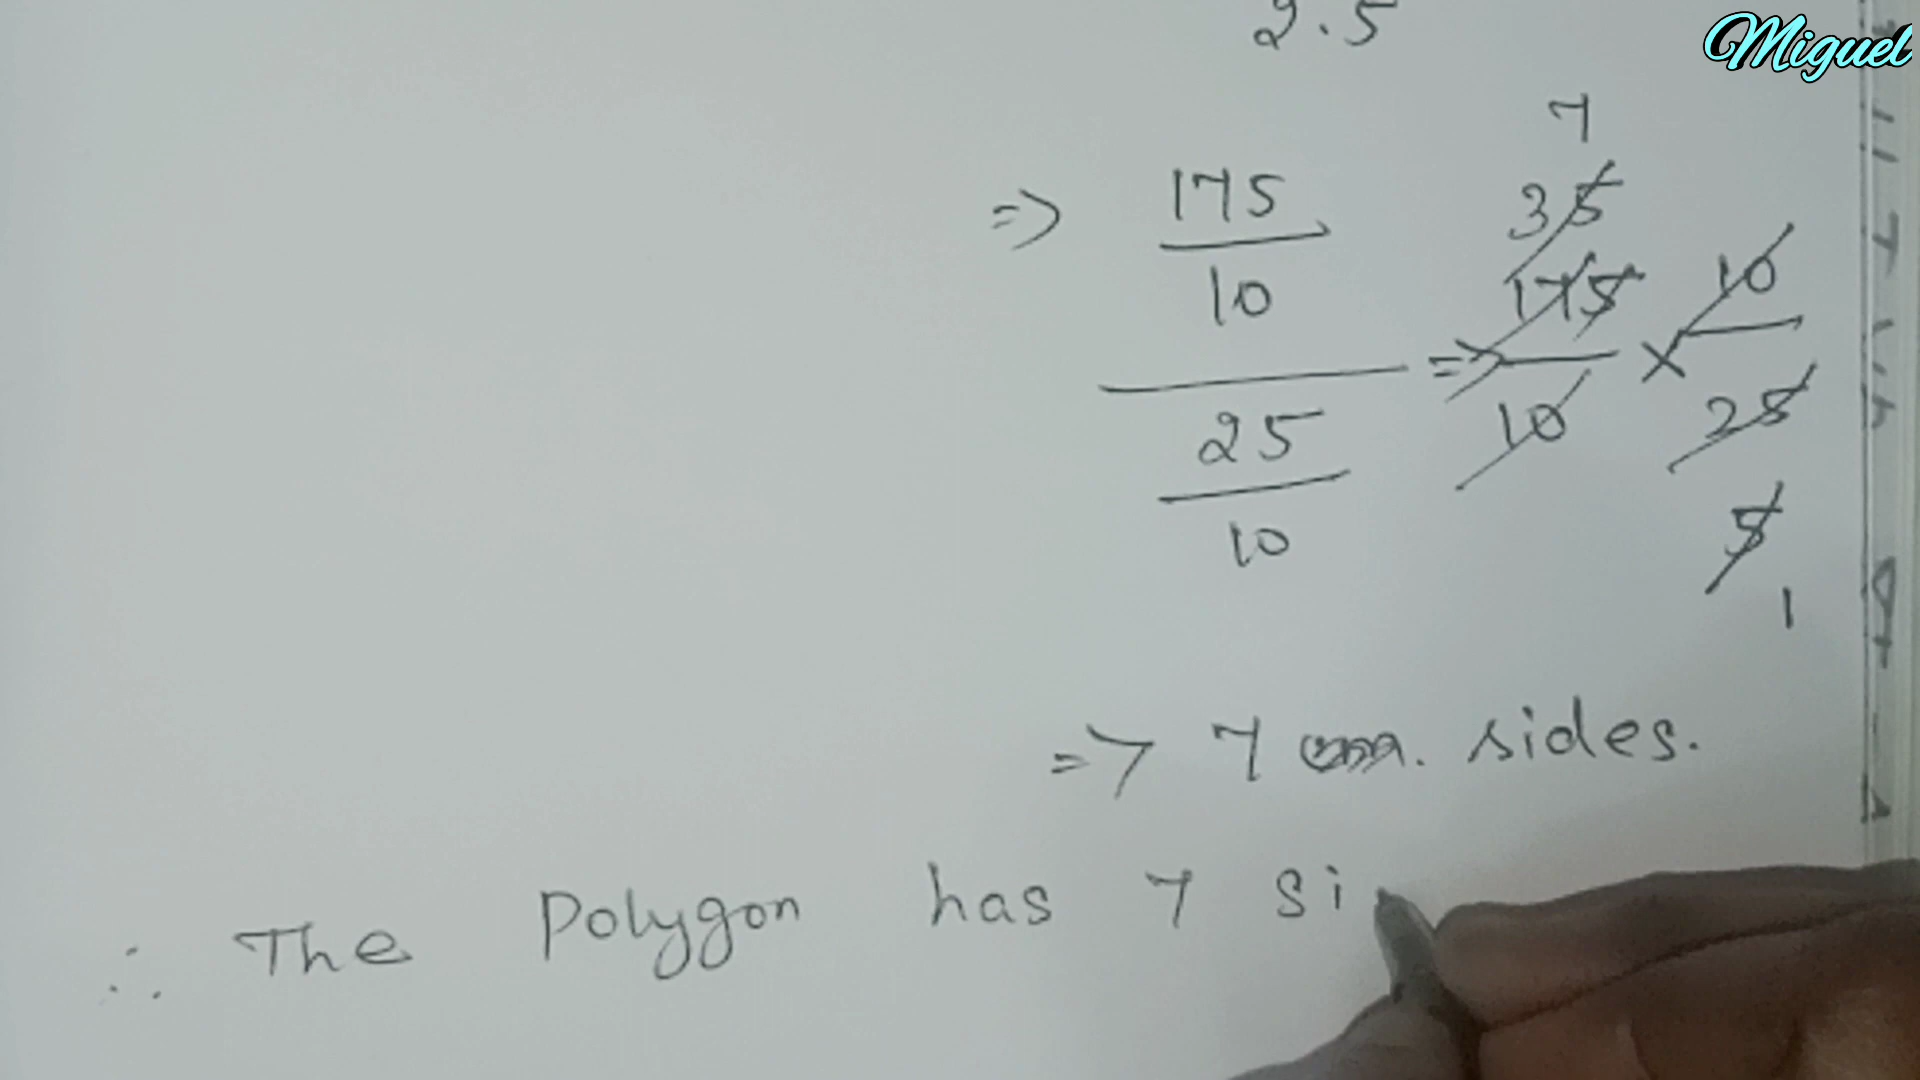 2.5
Miguel
7
=> 175 35
10 175 10
=> × 
25 10 25
10 5
1
=> 7 sides.
∴ The Polygon has 7 si